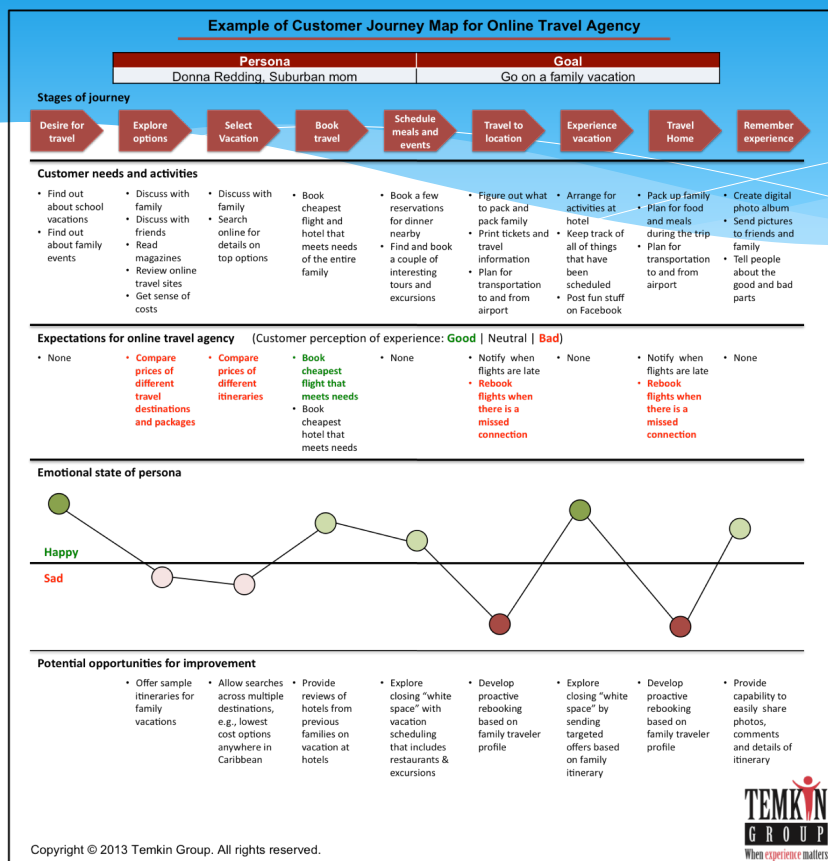 Example of Customer Journey Map for Online Travel Agency
Persona
Goal
Donna Redding, Suburban mom
Go on a family vacation
Stages of journey
Desire for
travel
Explore
options
Select
Vacation
Book
travel
Schedule
meals and
events
Travel to
location
Experience
vacation
Travel
Home
Remember
experience
Customer needs and activities
• Find out
about school
vacations
• Find out
about family
events
• Discuss with
family
• Discuss with
friends
• Read
magazines
• Review online
travel sites
• Get sense of
costs
• Discuss with
family
• Search
online for
details on
top options
• Book
cheapest
flight and
hotel that
meets needs
of the entire
family
• Book a few
reservations
for dinner
nearby
• Find and book
a couple of
interesting
tours and
excursions
• Figure out what
to pack and
pack family
• Print tickets and
travel
information
• Plan for
transportation
to and from
airport
• Arrange for
activities at
hotel
• Keep track of
all of things
that have
been
scheduled
• Post fun stuff
on Facebook
• Pack up family
• Plan for food
and meals
during the trip
• Plan for
transportation
to and from
airport
• Create digital
photo album
• Send pictures
to friends and
family
• Tell people
about the
good and bad
parts
Expectations for online travel agency (Customer perception of experience: Good | Neutral | Bad)
• None
• Compare
prices of
different
travel
destinations
and packages
• Compare
prices of
different
itineraries
• Book
cheapest
flight that
meets needs
• Book
cheapest
hotel that
meets needs
• None
• Notify when
flights are late
• Rebook
flights when
there is a
missed
connection
• None
• Notify when
flights are late
• Rebook
flights when
there is a
missed
connection
• None
Emotional state of persona
Happy
Sad
Potential opportunities for improvement
• Offer sample
itineraries for
family
vacations
• Allow searches
across multiple
destinations,
e.g., lowest
cost options
anywhere in
Caribbean
• Provide
reviews of
hotels from
previous
families on
vacation at
hotels
• Explore
closing “white
space” with
vacation
scheduling
that includes
restaurants &
excursions
• Develop
proactive
rebooking
based on
family traveler
profile
• Explore
closing “white
space” by
sending
targeted
offers based
on family
itinerary
• Develop
proactive
rebooking
based on
family traveler
profile
• Provide
capability to
easily share
photos,
comments
and details of
itinerary
TEMKIN
GROUP
When experience matters
Copyright © 2013 Temkin Group. All rights reserved.